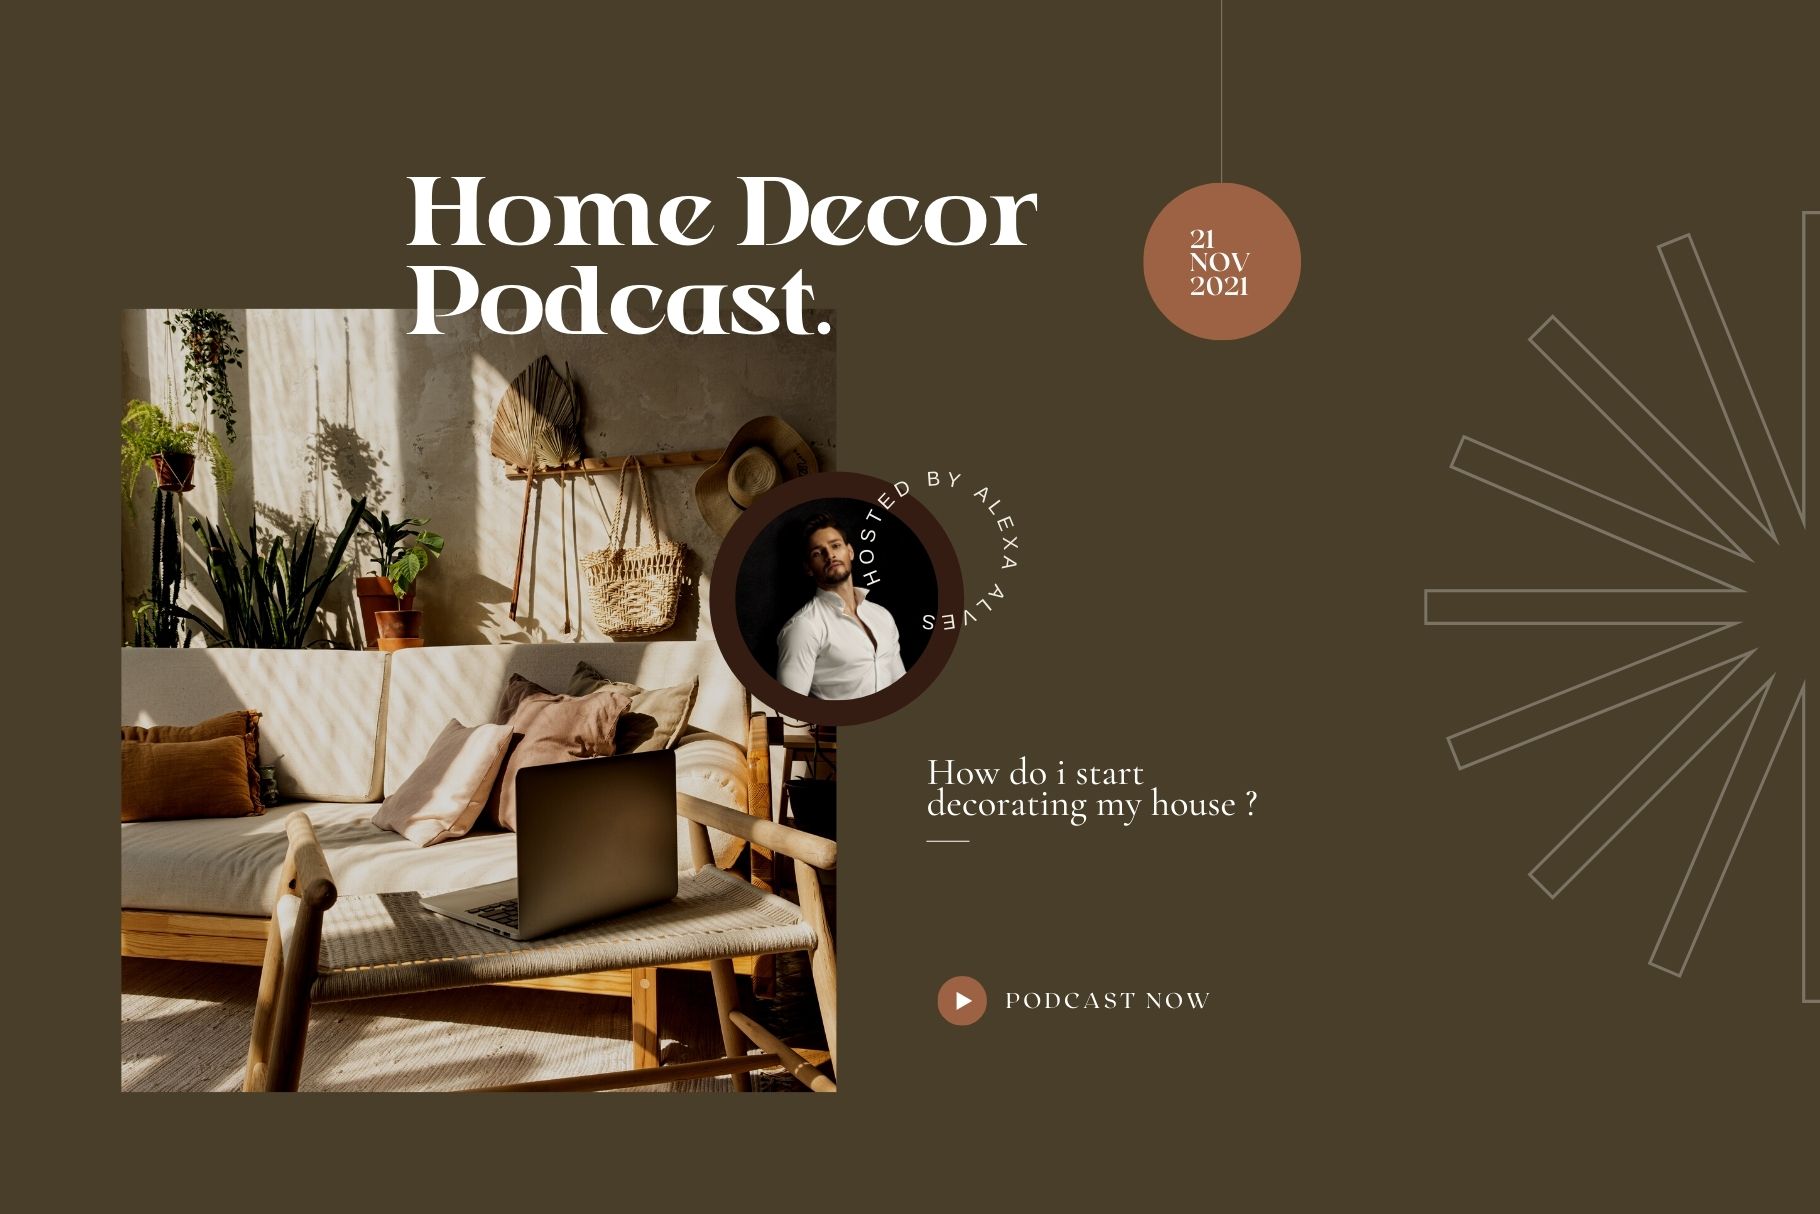 Home Decor
Podcast.
21
NOV
2021
HOSTED BY ALEXA ALVES
How do i start
decorating my house ?
PODCAST NOW